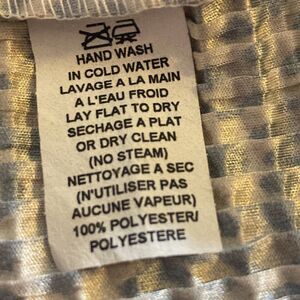 HAND WASH
IN COLD WATER
LAVAGE A LA MAIN
A L'EAU FROID
LAY FLAT TO DRY
SECHAGE A PLAT
OR DRY CLEAN
(NO STEAM)
NETTOYAGE A SEC
(N'UTILISER PAS
AUCUNE VAPEUR)
100% POLYESTER/
POLYESTERE